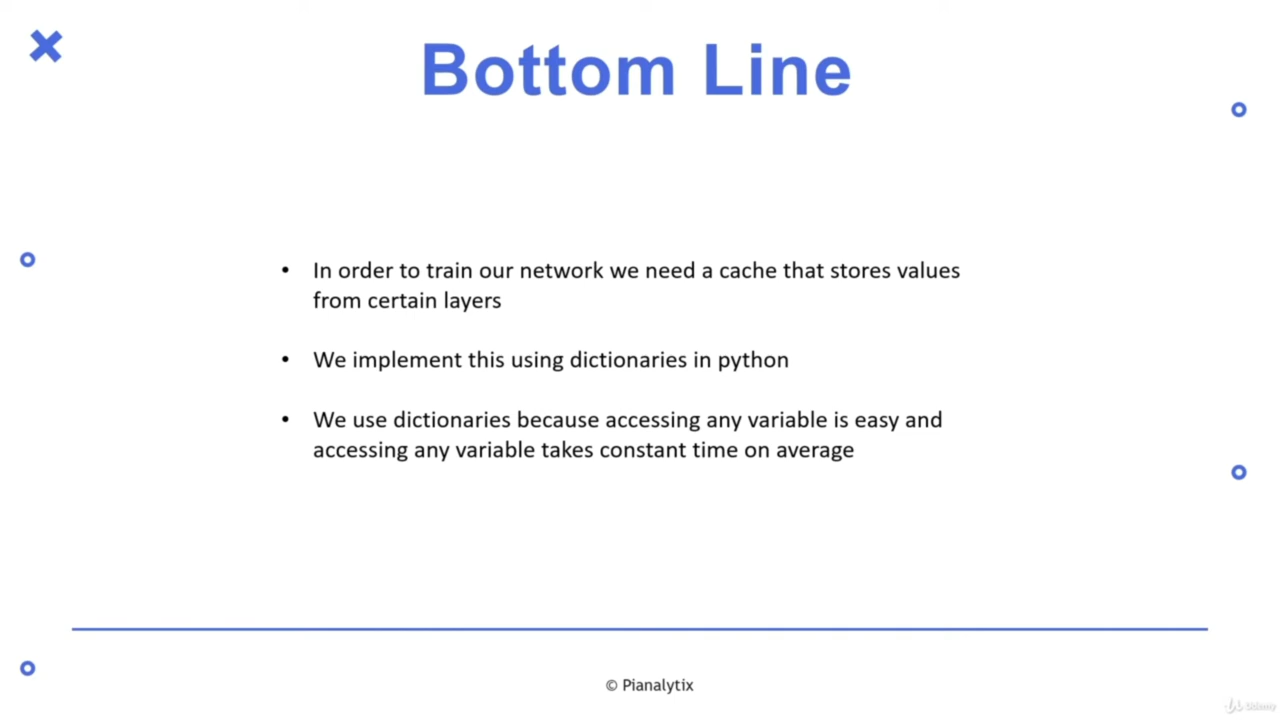 Bottom Line
• In order to train our network we need a cache that stores values
from certain layers
• We implement this using dictionaries in python
• We use dictionaries because accessing any variable is easy and
accessing any variable takes constant time on average
© Pianalytix
Udemy